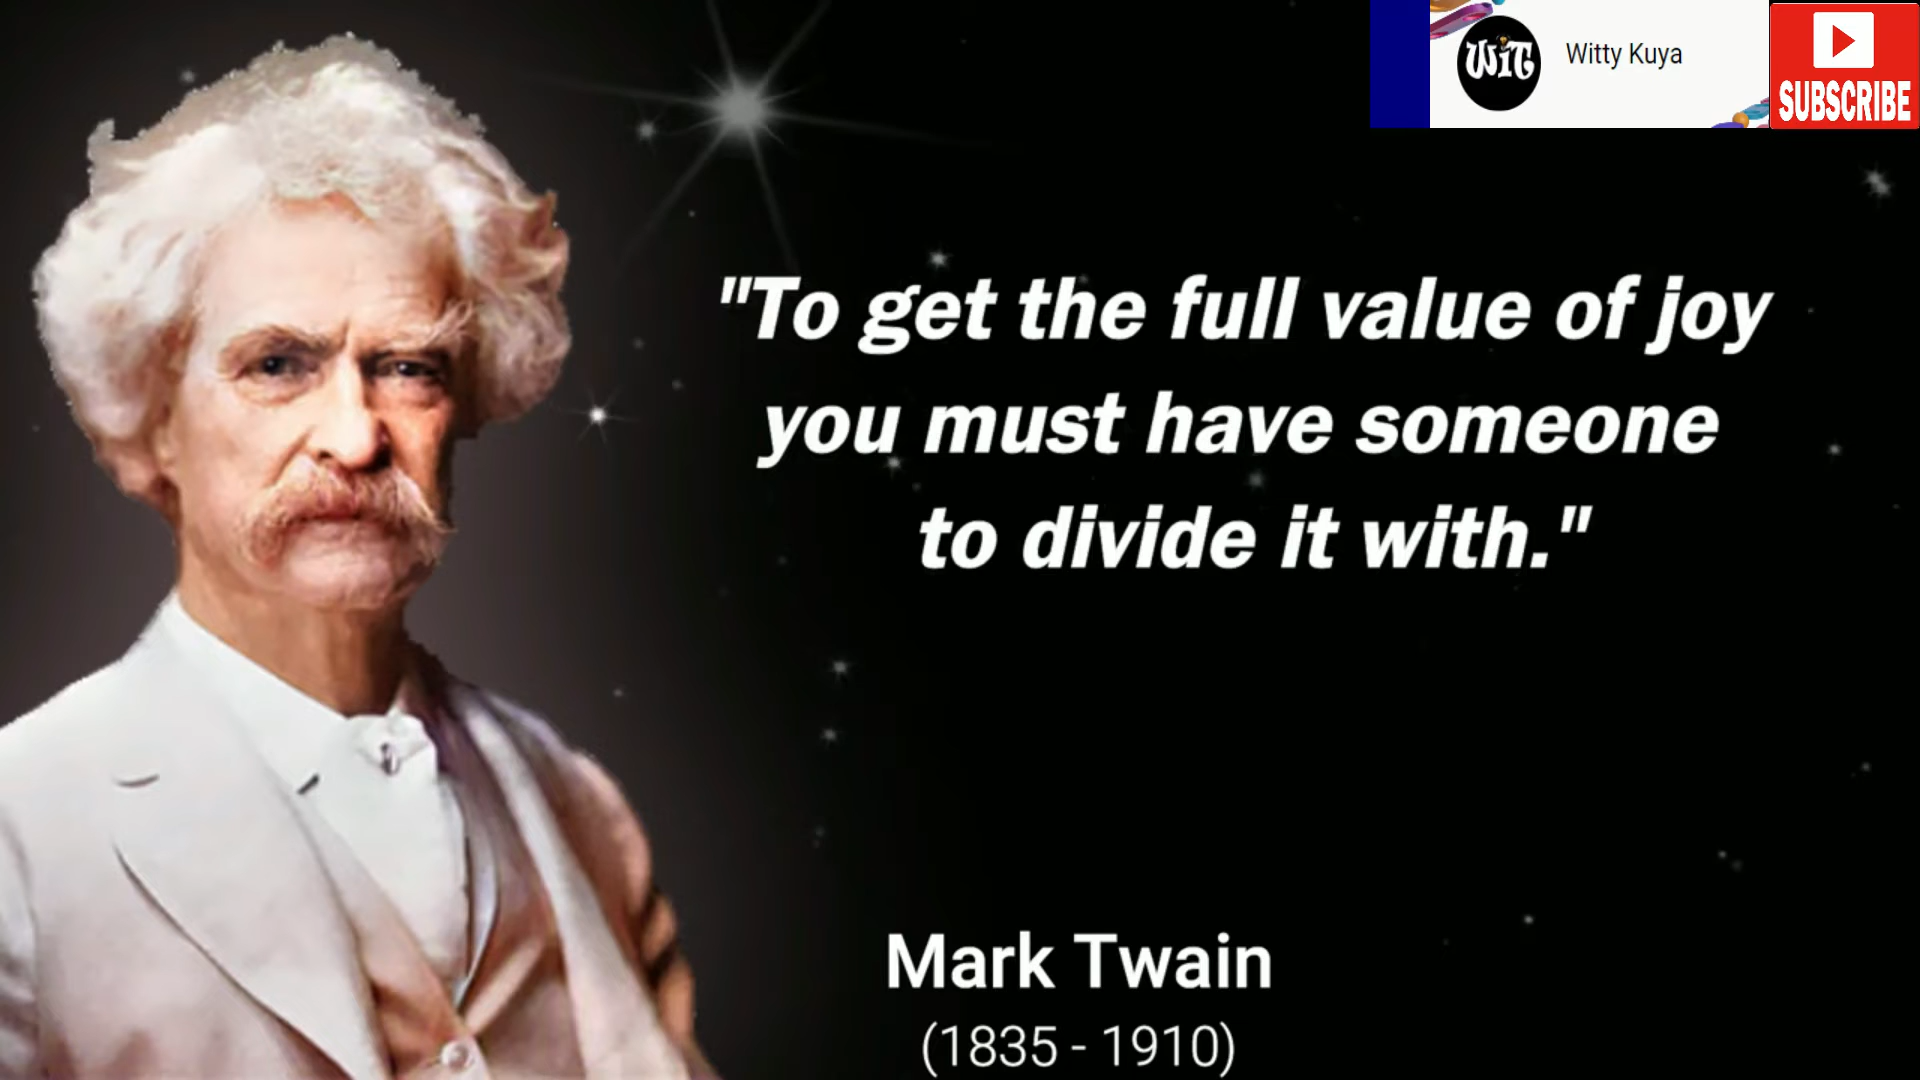 WiT
Witty Kuya
SUBSCRIBE
"To get the full value of joy
you must have someone
to divide it with."
Mark Twain
(1835 - 1910)